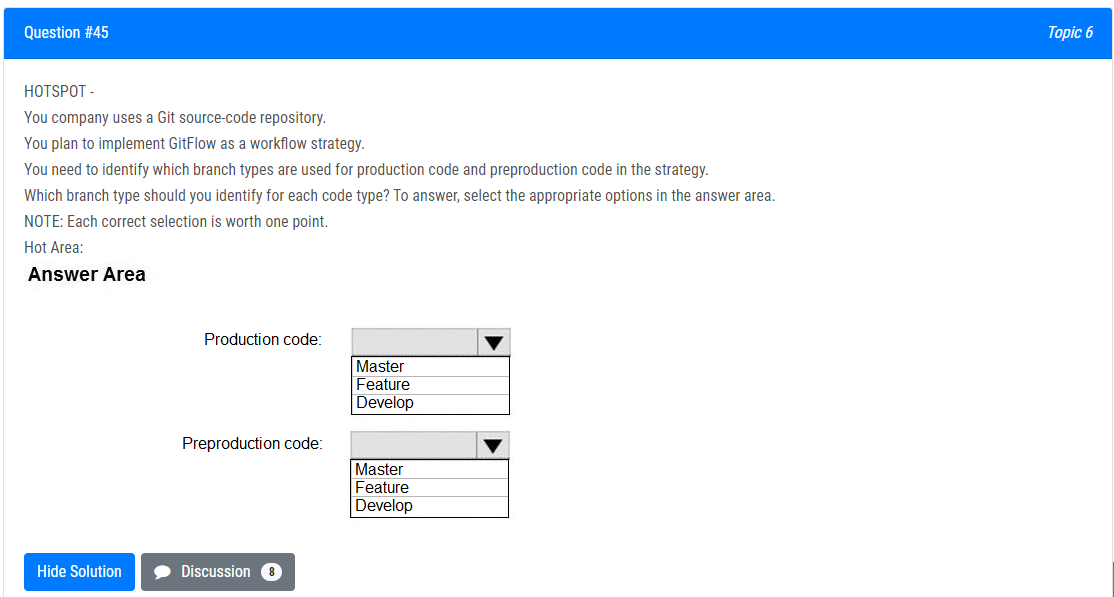 Question #45
Topic 6
HOTSPOT -
You company uses a Git source-code repository.
You plan to implement GitFlow as a workflow strategy.
You need to identify which branch types are used for production code and preproduction code in the strategy.
Which branch type should you identify for each code type? To answer, select the appropriate options in the answer area.
NOTE: Each correct selection is worth one point.
Hot Area:
Answer Area
Production code:
Master
Feature
Develop
Preproduction code:
Master
Feature
Develop
Hide Solution
Discussion 8